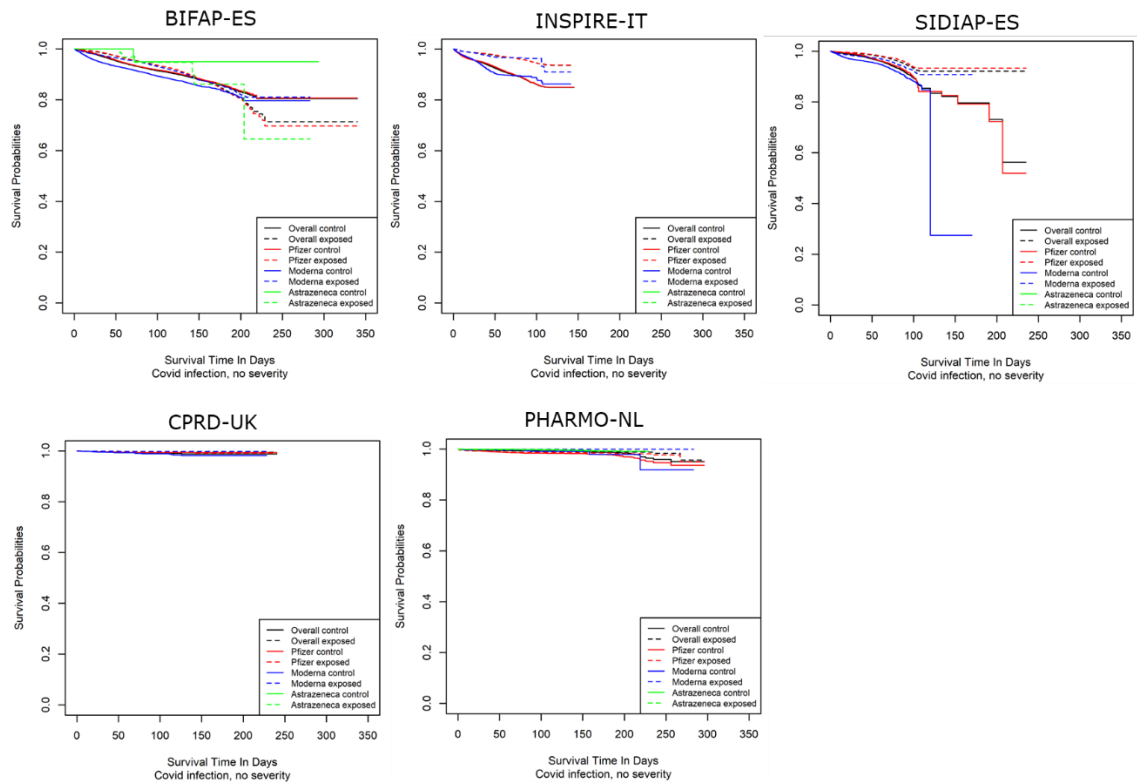 BIFAP-ES
INSPIRE-IT
SIDIAP-ES
Survival Probabilities
1.0
0.8
0.6
0.4
0.2
0.0
Overall control
Overall exposed
Pfizer control
Pfizer exposed
Moderna control
Moderna exposed
Astrazeneca control
Astrazeneca exposed
0 50 100 150 200 250 300 350
Survival Time In Days
Covid infection, no severity
Survival Probabilities
1.0
0.8
0.6
0.4
0.2
0.0
Overall control
Overall exposed
Pfizer control
Pfizer exposed
Moderna control
Moderna exposed
Astrazeneca control
Astrazeneca exposed
0 50 100 150 200 250 300 350
Survival Time In Days
Covid infection, no severity
Survival Probabilities
1.0
0.8
0.6
0.4
0.2
0.0
Overall control
Overall exposed
Pfizer control
Pfizer exposed
Moderna control
Moderna exposed
Astrazeneca control
Astrazeneca exposed
0 50 100 150 200 250 300 350
Survival Time In Days
Covid infection, no severity
CPRD-UK
PHARMO-NL
Survival Probabilities
1.0
0.8
0.6
0.4
0.2
0.0
Overall control
Overall exposed
Pfizer control
Pfizer exposed
Moderna control
Moderna exposed
Astrazeneca control
Astrazeneca exposed
0 50 100 150 200 250 300 350
Survival Time In Days
Covid infection, no severity
Survival Probabilities
1.0
0.8
0.6
0.4
0.2
0.0
Overall control
Overall exposed
Pfizer control
Pfizer exposed
Moderna control
Moderna exposed
Astrazeneca control
Astrazeneca exposed
0 50 100 150 200 250 300 350
Survival Time In Days
Covid infection, no severity